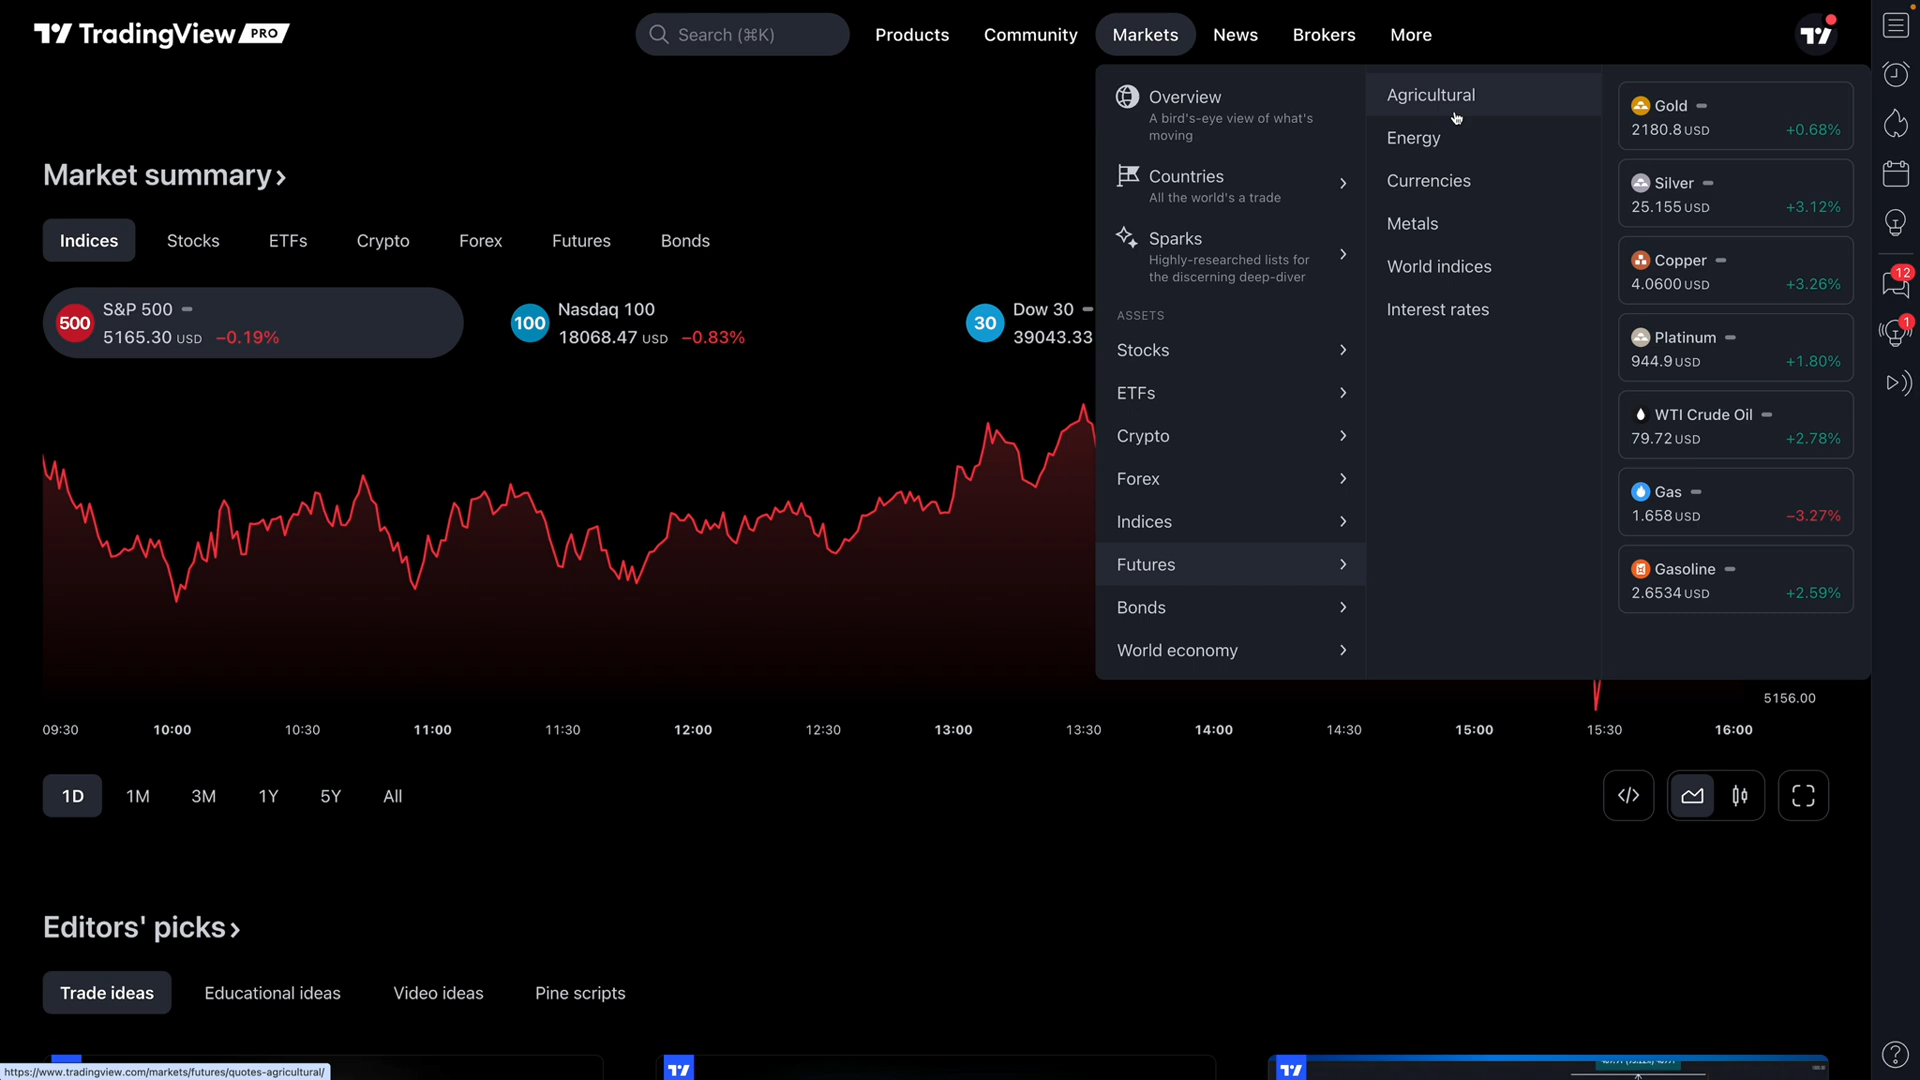 TradingView PRO
Search (⌘K)
Products
Community
Markets
News
Brokers
More
Overview
A bird's-eye view of what's
moving
Countries
All the world's a trade
Sparks
Highly-researched lists for
the discerning deep-diver
ASSETS
Stocks
ETFs
Crypto
Forex
Indices
Futures
Bonds
World economy
Agricultural
Energy
Currencies
Metals
World indices
Interest rates
Gold
2180.8 USD +0.68%
Silver
25.155 USD +3.12%
Copper
4.0600 USD +3.26%
Platinum
944.9 USD +1.80%
WTI Crude Oil
79.72 USD +2.78%
Gas
1.658 USD −3.27%
Gasoline
2.6534 USD +2.59%
12
1
Market summary
Indices
Stocks
ETFs
Crypto
Forex
Futures
Bonds
500
S&P 500
5165.30 USD −0.19%
100
Nasdaq 100
18068.47 USD −0.83%
30
Dow 30
39043.33
5156.00
09:30 10:00 10:30 11:00 11:30 12:00 12:30 13:00 13:30 14:00 14:30 15:00 15:30 16:00
1D
1M
3M
1Y
5Y
All
Editors' picks
Trade ideas
Educational ideas
Video ideas
Pine scripts
https://www.tradingview.com/markets/futures/quotes-agricultural/